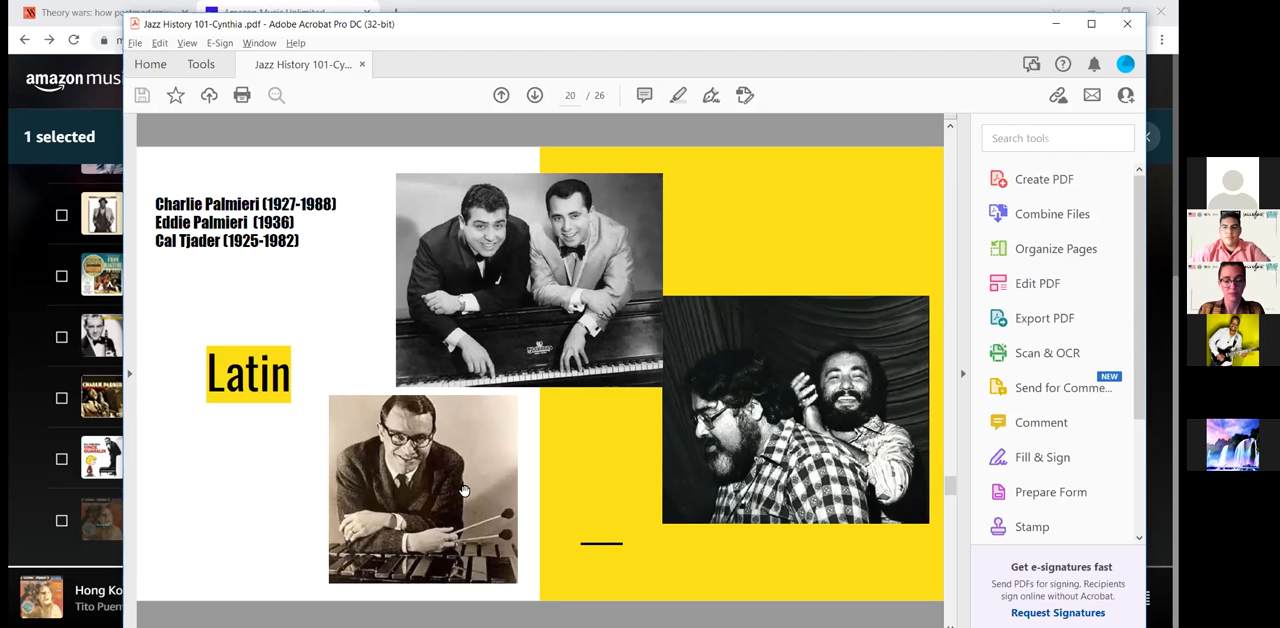 Theory wars: how postmodernis
Amazon Music Unlimited
Jazz History 101-Cynthia .pdf - Adobe Acrobat Pro DC (32-bit)
File Edit View E-Sign Window Help
Home Tools Jazz History 101-Cy... ×
20 / 26
amazon mus
1 selected
Charlie Palmieri (1927-1988)
Eddie Palmieri (1936)
Cal Tjader (1925-1982)
Latin
Search tools
Create PDF
Combine Files
Organize Pages
Edit PDF
Export PDF
Scan & OCR
NEW
Send for Comme...
Comment
Fill & Sign
Prepare Form
Stamp
Get e-signatures fast
Send PDFs for signing. Recipients
sign online without Acrobat.
Request Signatures
Hong Ko
Tito Puen